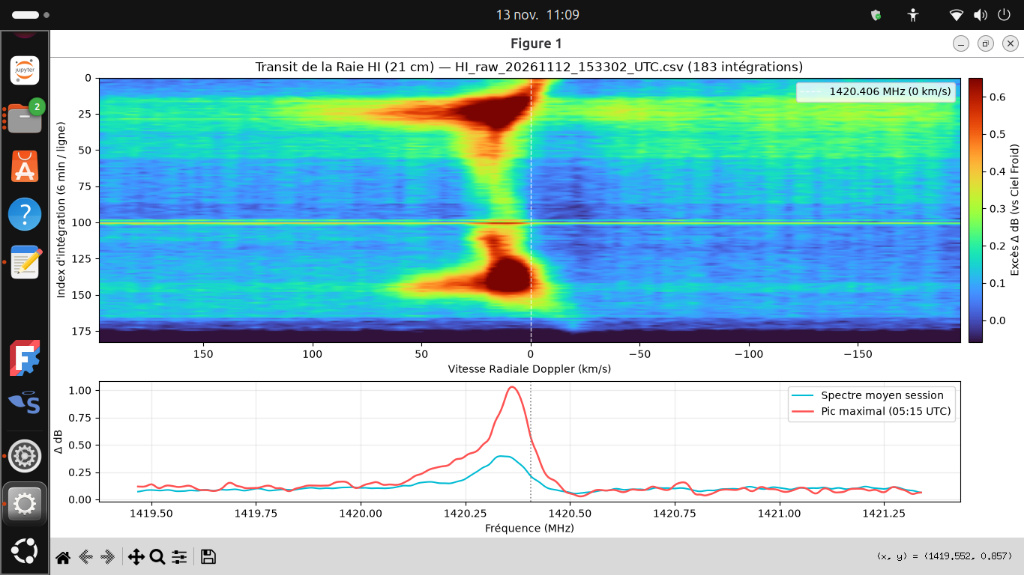 13 nov. 11:09
Figure 1
jupyter
2
A
?
S
Transit de la Raie HI (21 cm) — HI_raw_20261112_153302_UTC.csv (183 intégrations)
1420.406 MHz (0 km/s)
Index d'intégration (6 min / ligne)
0
25
50
75
100
125
150
175
150
100
50
0
−50
−100
−150
Vitesse Radiale Doppler (km/s)
0.6
0.5
0.4
0.3
0.2
0.1
0.0
Excès Δ dB (vs Ciel Froid)
Δ dB
1.00
0.75
0.50
0.25
0.00
Spectre moyen session
Pic maximal (05:15 UTC)
1419.50
1419.75
1420.00
1420.25
1420.50
1420.75
1421.00
1421.25
Fréquence (MHz)
(x, y) = (1419.552, 0.857)